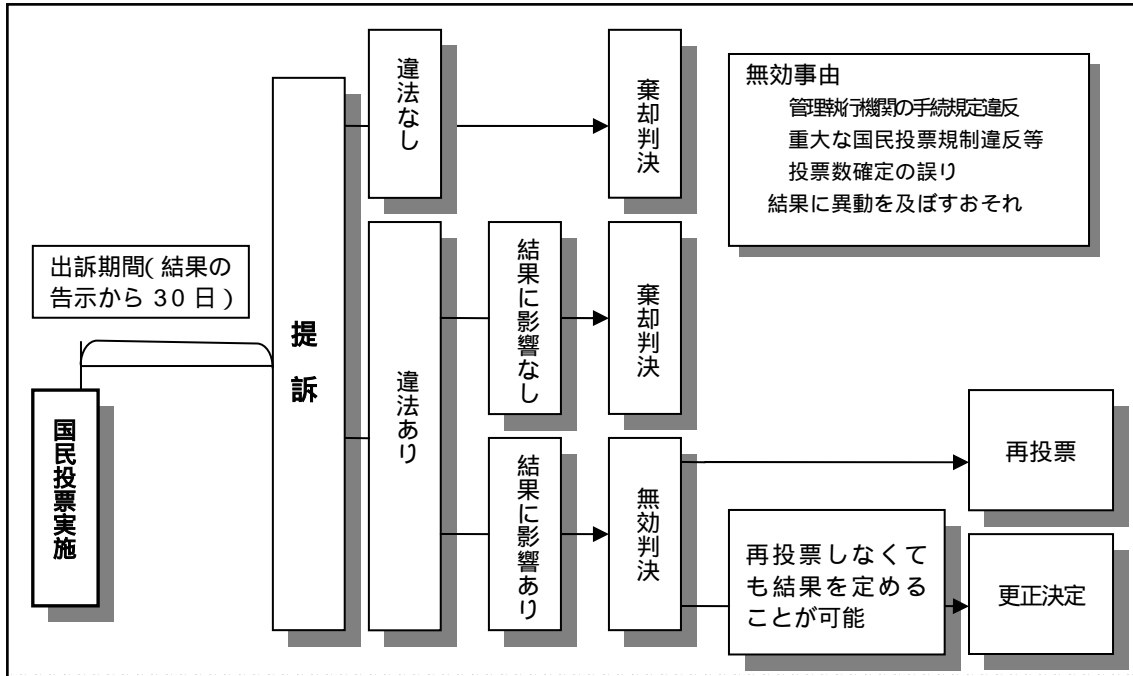 国民投票実施
出訴期間(結果の
告示から 30 日)
提訴
違法なし
棄却判決
違法あり
結果に影響なし
棄却判決
結果に影響あり
無効判決
再投票
再投票しなくて
も結果を定める
ことが可能
更正決定
無効事由
管理執行機関の手続規定違反
重大な国民投票規制違反等
投票数確定の誤り
結果に異動を及ぼすおそれ